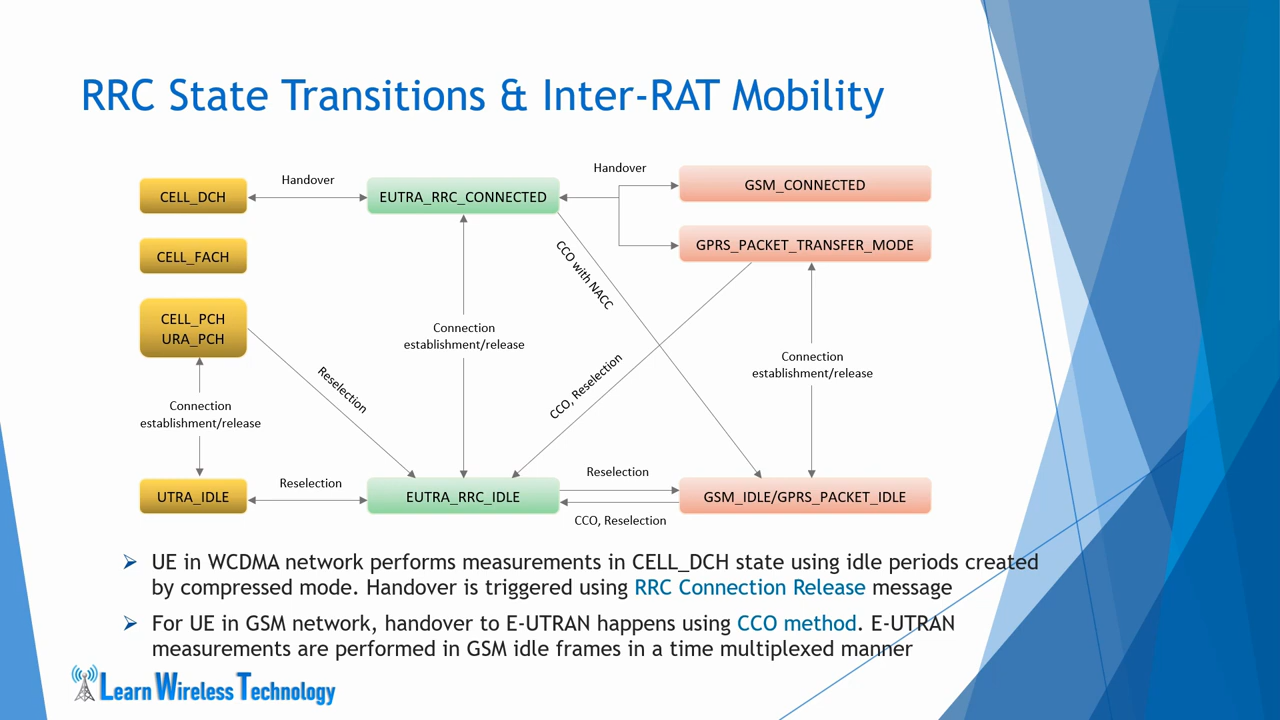 RRC State Transitions & Inter-RAT Mobility
Handover
Handover
CELL_DCH
EUTRA_RRC_CONNECTED
GSM_CONNECTED
CELL_FACH
GPRS_PACKET_TRANSFER_MODE
CCO with NACC
CELL_PCH
URA_PCH
Connection
establishment/release
Connection
establishment/release
Reselection
CCO, Reselection
Connection
establishment/release
Reselection
Reselection
UTRA_IDLE
EUTRA_RRC_IDLE
GSM_IDLE/GPRS_PACKET_IDLE
CCO, Reselection
UE in WCDMA network performs measurements in CELL_DCH state using idle periods created
by compressed mode. Handover is triggered using RRC Connection Release message
For UE in GSM network, handover to E-UTRAN happens using CCO method. E-UTRAN
measurements are performed in GSM idle frames in a time multiplexed manner
Learn Wireless Technology